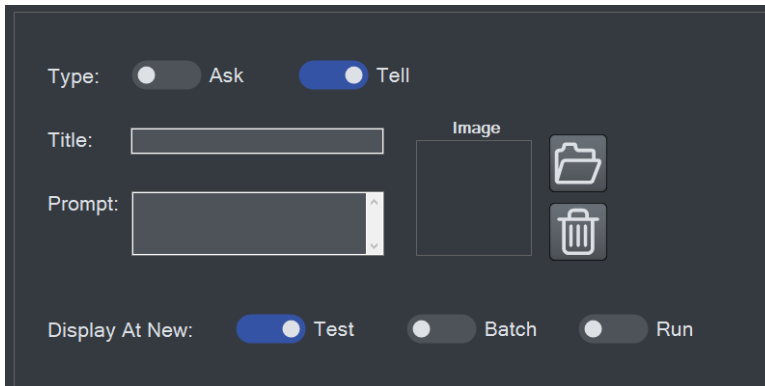 Type: Ask Tell
Title:
Image
Prompt:
Display At New: Test Batch Run